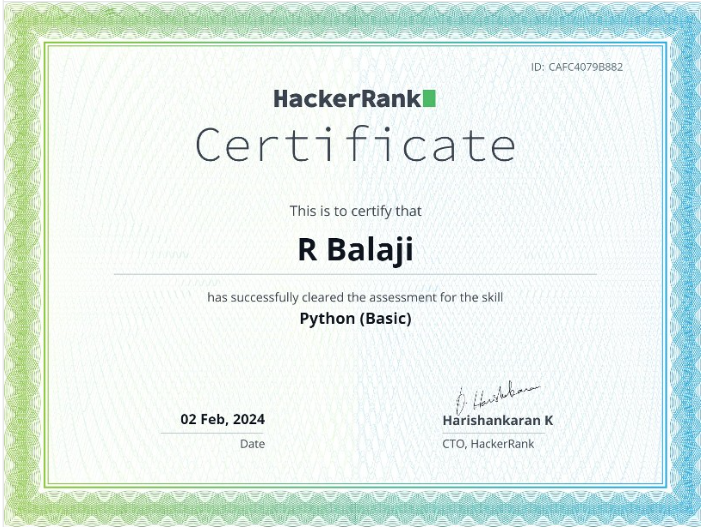 ID: CAFC4079B882
HackerRank
Certificate
This is to certify that
R Balaji
has successfully cleared the assessment for the skill
Python (Basic)
02 Feb, 2024
Date
Harishankaran K
CTO, HackerRank